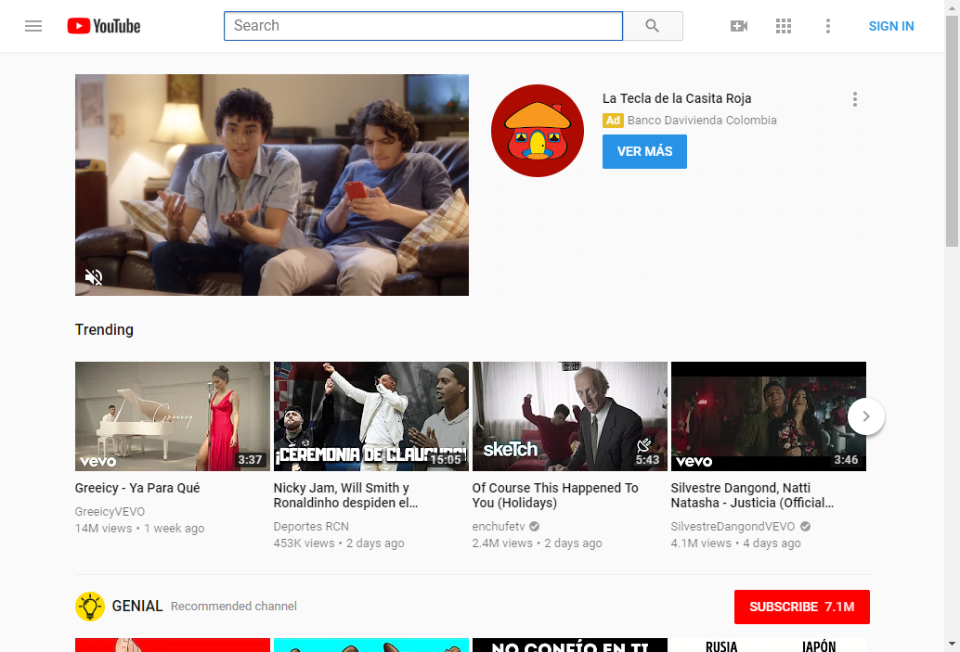 YouTube
Search
SIGN IN
La Tecla de la Casita Roja
Ad Banco Davivienda Colombia
VER MÁS
Trending
Greeicy
vevo
3:37
¡CEREMONIA DE CLAUSURA!
15:05
skeTch
5:43
vevo
3:46
Greeicy - Ya Para Qué
GreeicyVEVO
14M views • 1 week ago
Nicky Jam, Will Smith y
Ronaldinho despiden el...
Deportes RCN
453K views • 2 days ago
Of Course This Happened To
You (Holidays)
enchufetv
2.4M views • 2 days ago
Silvestre Dangond, Natti
Natasha - Justicia (Official...
SilvestreDangondVEVO
4.1M views • 4 days ago
GENIAL Recommended channel
SUBSCRIBE 7.1M
NO CONFÍO EN TI
RUSIA
JAPÓN